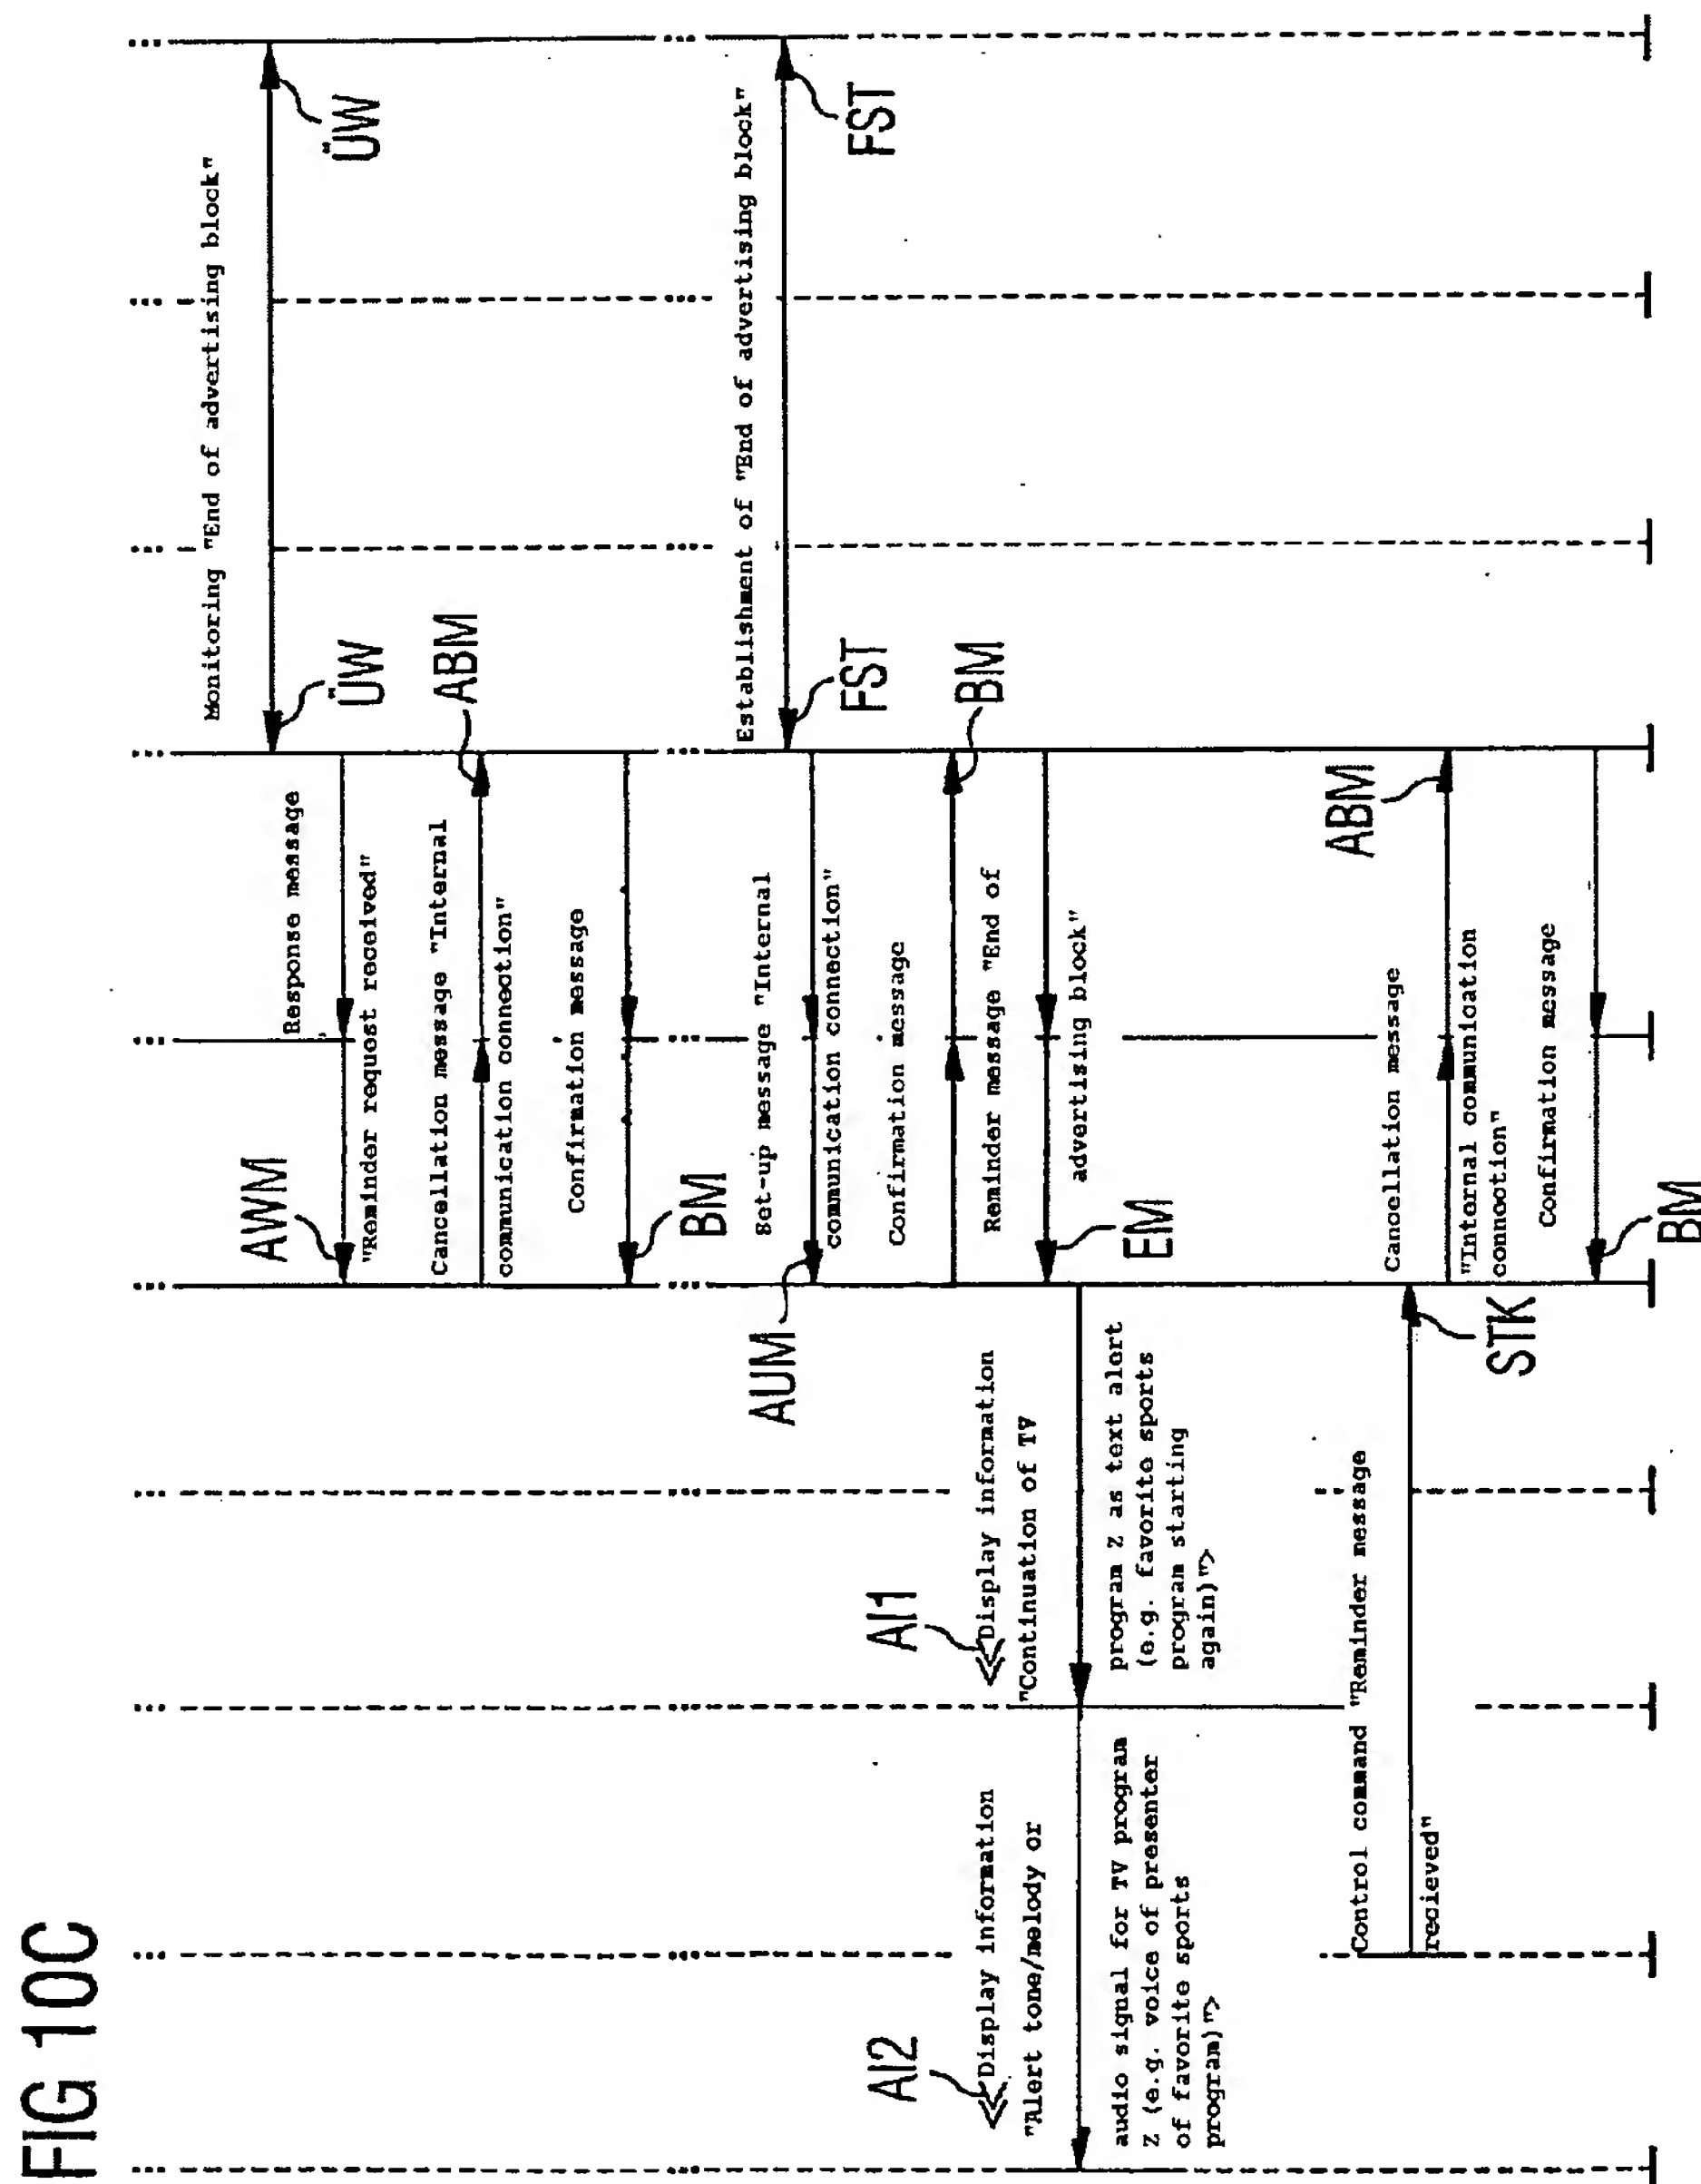 FIG 10C
Monitoring "End of advertising block"
ÜW
ÜW
Response message
AWM
"Reminder request received"
Cancellation message "Internal
ABM
communication connection"
Confirmation message
BM
Establishment of "End of advertising block"
FST
FST
Set-up message "Internal
AUM
communication connection"
Confirmation message
BM
Reminder message "End of
advertising block"
EM
AI1
<Display information
"Continuation of TV
program Z as text alert
(e.g. favorite sports
program starting
again)">
AI2
<Display information
"Alert tone/melody or
audio signal for TV program
Z (e.g. voice of presenter
of favorite sports
program)">
Control command "Reminder message
recieved"
STK
Cancellation message
ABM
"Internal communication
connection"
Confirmation message
BM